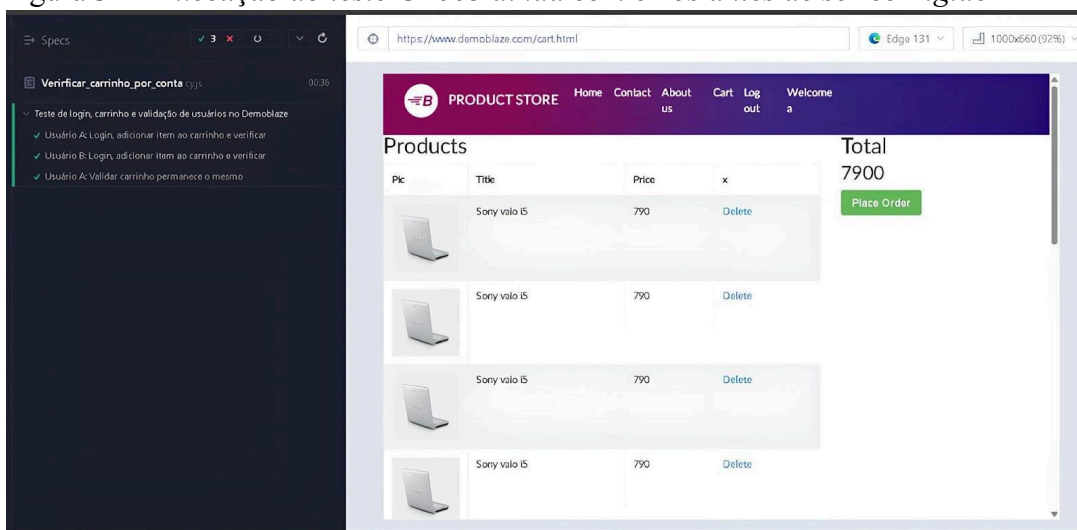 Specs
3
https://www.demoblaze.com/cart.html
Edge 131
1000x660 (92%)
Verirficar_carrinho_por_conta cy.js
00:36
Teste de login, carrinho e validação de usuários no Demoblaze
Usuário A: Login, adicionar item ao carrinho e verificar
Usuário B: Login, adicionar item ao carrinho e verificar
Usuário A: Validar carrinho permanece o mesmo
PRODUCT STORE
Home Contact About us Cart Log out Welcome a
Products
Total
7900
Place Order
Pic Title Price x
Sony vaio i5 790 Delete
Sony vaio i5 790 Delete
Sony vaio i5 790 Delete
Sony vaio i5 790 Delete